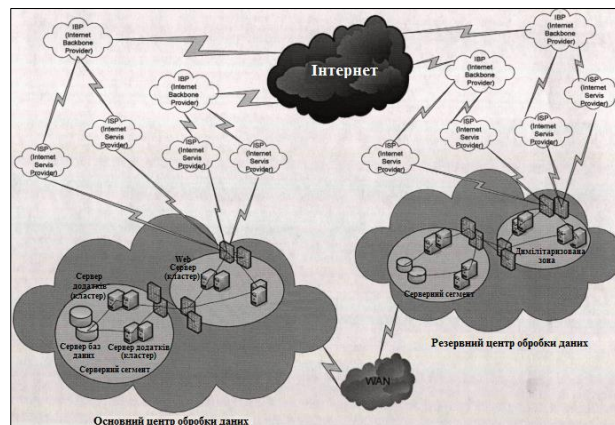 IBP
(Internet
Backbone
Provider)
IBP
(Internet
Backbone
Provider)
Інтернет
IBP
(Internet
Backbone
Provider)
IBP
(Internet
Backbone
Provider)
ISP
(Internet
Servis
Provider)
ISP
(Internet
Servis
Provider)
ISP
(Internet
Servis
Provider)
ISP
(Internet
Servis
Provider)
ISP
(Internet
Servis
Provider)
ISP
(Internet
Servis
Provider)
ISP
(Internet
Servis
Provider)
ISP
(Internet
Servis
Provider)
Web
Сервер
(кластер)
Сервер
додатків
(кластер)
Сервер баз
даних
Сервер додатків
(кластер)
Серверний сегмент
Основний центр обробки даних
WAN
Димілітаризована
зона
Серверний сегмент
Резервний центр обробки даних